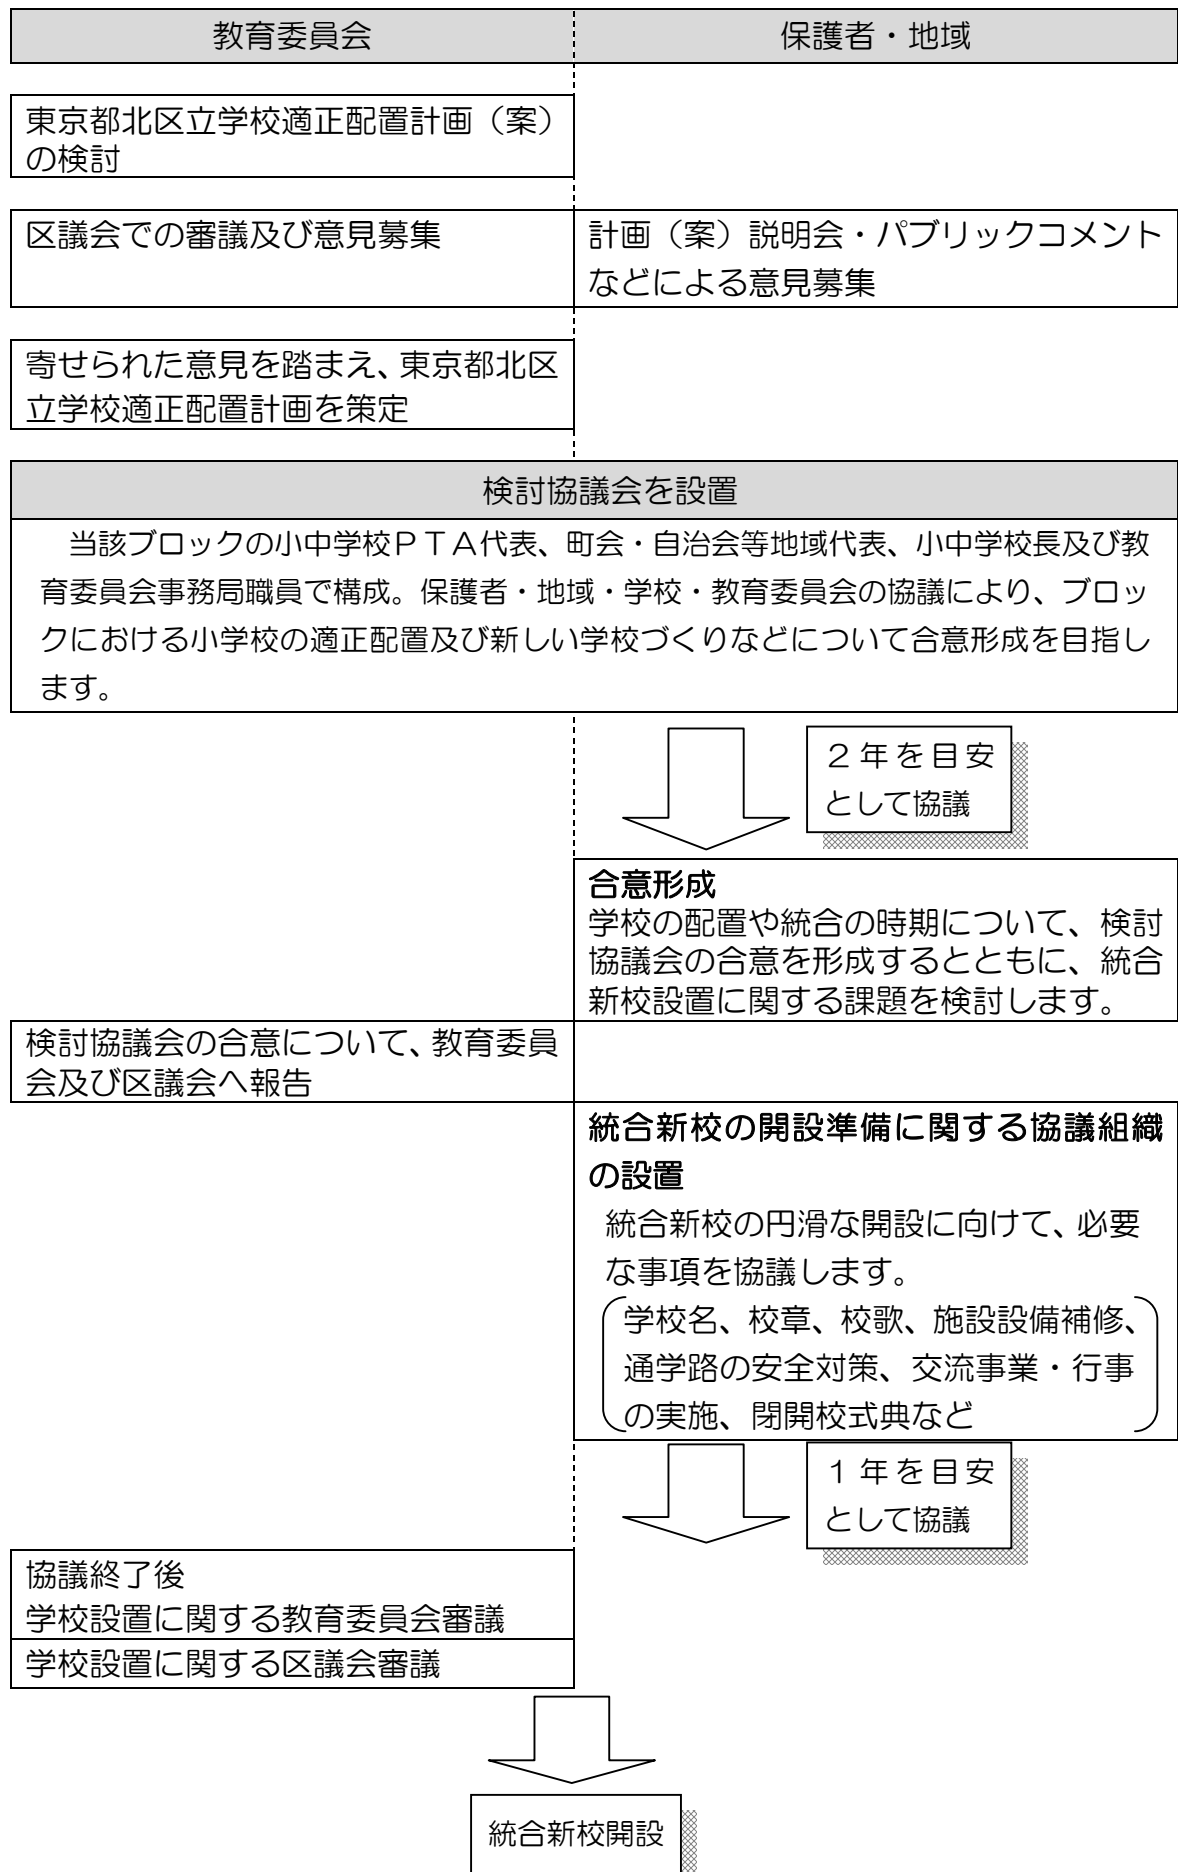 教育委員会
保護者・地域
東京都北区立学校適正配置計画（案）
の検討
区議会での審議及び意見募集
計画（案）説明会・パブリックコメント
などによる意見募集
寄せられた意見を踏まえ、東京都北区
立学校適正配置計画を策定
検討協議会を設置
当該ブロックの小中学校ＰＴＡ代表、町会・自治会等地域代表、小中学校長及び教
育委員会事務局職員で構成。保護者・地域・学校・教育委員会の協議により、ブロッ
クにおける小学校の適正配置及び新しい学校づくりなどについて合意形成を目指し
ます。
２年を目安
として協議
合意形成
学校の配置や統合の時期について、検討
協議会の合意を形成するとともに、統合
新校設置に関する課題を検討します。
検討協議会の合意について、教育委員
会及び区議会へ報告
統合新校の開設準備に関する協議組織
の設置
統合新校の円滑な開設に向けて、必要
な事項を協議します。
学校名、校章、校歌、施設設備補修、
通学路の安全対策、交流事業・行事
の実施、閉開校式典など
１年を目安
として協議
協議終了後
学校設置に関する教育委員会審議
学校設置に関する区議会審議
統合新校開設